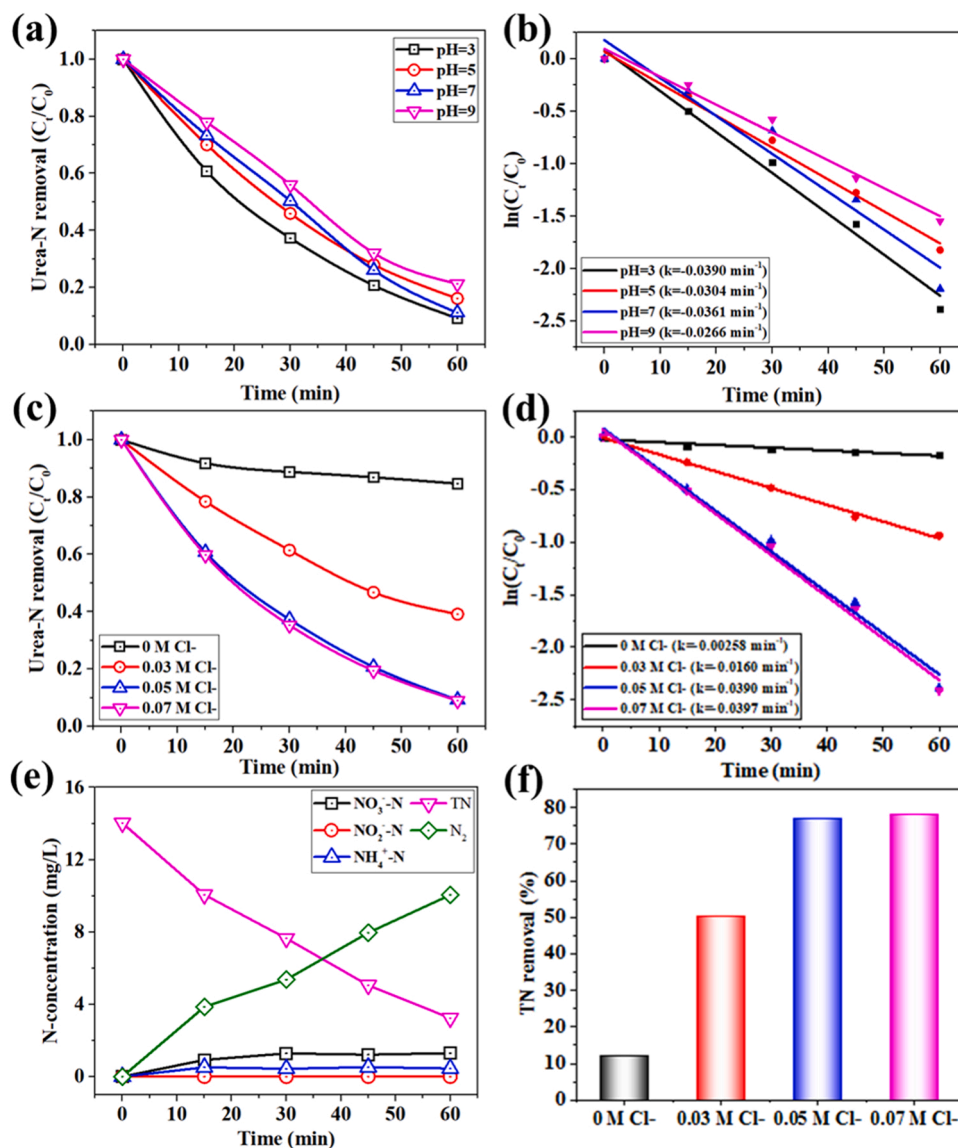 (a)
Urea-N removal (Cₜ/C₀)
1.0
0.8
0.6
0.4
0.2
0.0
pH=3
pH=5
pH=7
pH=9
0 10 20 30 40 50 60
Time (min)
(b)
ln(Cₜ/C₀)
0.0
-0.5
-1.0
-1.5
-2.0
-2.5
pH=3 (k=-0.0390 min⁻¹)
pH=5 (k=-0.0304 min⁻¹)
pH=7 (k=-0.0361 min⁻¹)
pH=9 (k=-0.0266 min⁻¹)
0 10 20 30 40 50 60
Time (min)
(c)
Urea-N removal (Cₜ/C₀)
1.0
0.8
0.6
0.4
0.2
0.0
0 M Cl-
0.03 M Cl-
0.05 M Cl-
0.07 M Cl-
0 10 20 30 40 50 60
Time (min)
(d)
ln(Cₜ/C₀)
0.0
-0.5
-1.0
-1.5
-2.0
-2.5
0 M Cl- (k=-0.00258 min⁻¹)
0.03 M Cl- (k=-0.0160 min⁻¹)
0.05 M Cl- (k=-0.0390 min⁻¹)
0.07 M Cl- (k=-0.0397 min⁻¹)
0 10 20 30 40 50 60
Time (min)
(e)
N-concentration (mg/L)
16
12
8
4
0
NO₃⁻-N TN
NO₂⁻-N N₂
NH₄⁺-N
0 10 20 30 40 50 60
Time (min)
(f)
TN removal (%)
80
70
60
50
40
30
20
10
0
0 M Cl- 0.03 M Cl- 0.05 M Cl- 0.07 M Cl-